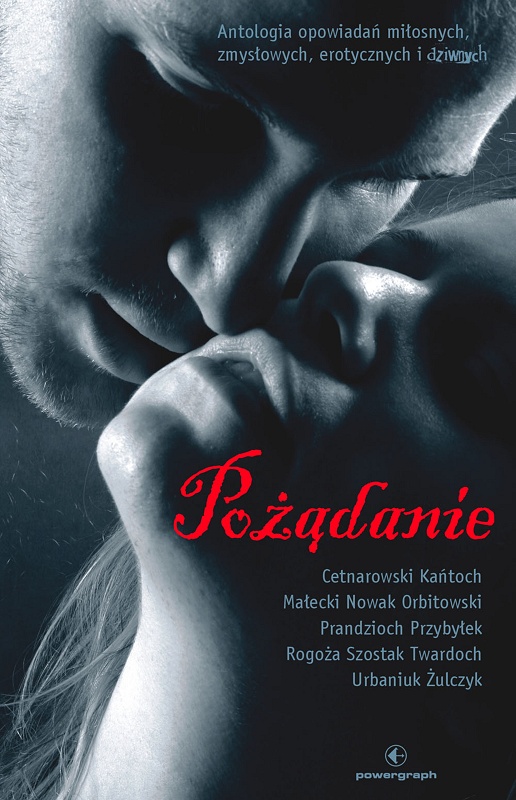 Antologia opowiadań miłosnych,
zmysłowych, erotycznych i dziwnych
Pożądanie
Cetnarowski Kańtoch
Małecki Nowak Orbitowski
Prandzioch Przybyłek
Rogoża Szostak Twardoch
Urbaniuk Żulczyk
powergraph